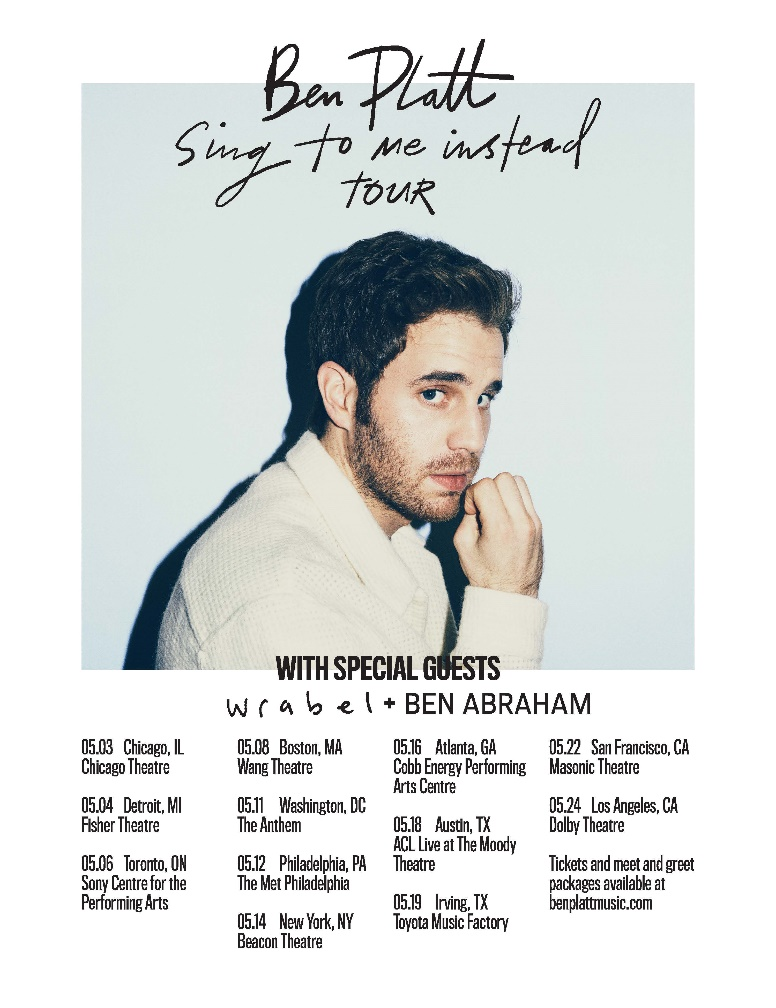 Ben Platt
Sing to me instead
TOUR
WITH SPECIAL GUESTS
wrabel + BEN ABRAHAM
05.03 Chicago, IL
Chicago Theatre
05.04 Detroit, MI
Fisher Theatre
05.06 Toronto, ON
Sony Centre for the
Performing Arts
05.08 Boston, MA
Wang Theatre
05.11 Washington, DC
The Anthem
05.12 Philadelphia, PA
The Met Philadelphia
05.14 New York, NY
Beacon Theatre
05.16 Atlanta, GA
Cobb Energy Performing
Arts Centre
05.18 Austin, TX
ACL Live at The Moody
Theatre
05.19 Irving, TX
Toyota Music Factory
05.22 San Francisco, CA
Masonic Theatre
05.24 Los Angeles, CA
Dolby Theatre
Tickets and meet and greet
packages available at
benplattmusic.com